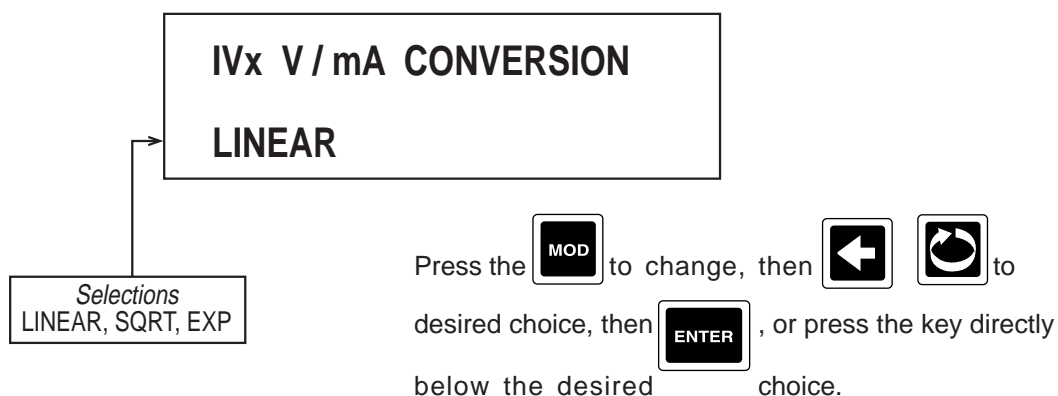 IVx V / mA CONVERSION
LINEAR
Selections
LINEAR, SQRT, EXP
Press the MOD to change, then to
desired choice, then ENTER , or press the key directly
below the desired choice.